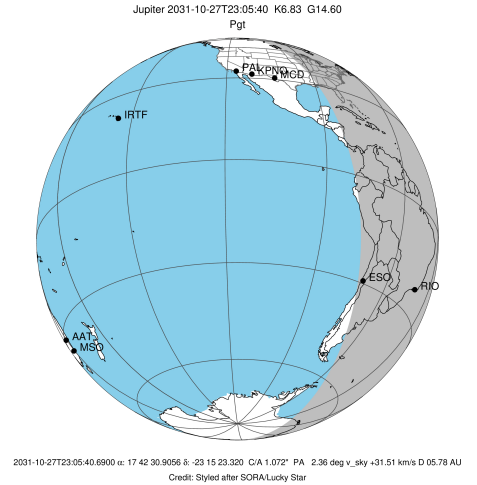 Jupiter 2031-10-27T23:05:40  K6.83  G14.60
Pgt
PAL
KPNO
MCD
IRTF
ESO
RIO
AAT
MSO
2031-10-27T23:05:40.6900 α: 17 42 30.9056 δ: -23 15 23.320  C/A 1.072"  PA   2.36 deg v_sky +31.51 km/s D 05.78 AU
Credit: Styled after SORA/Lucky Star